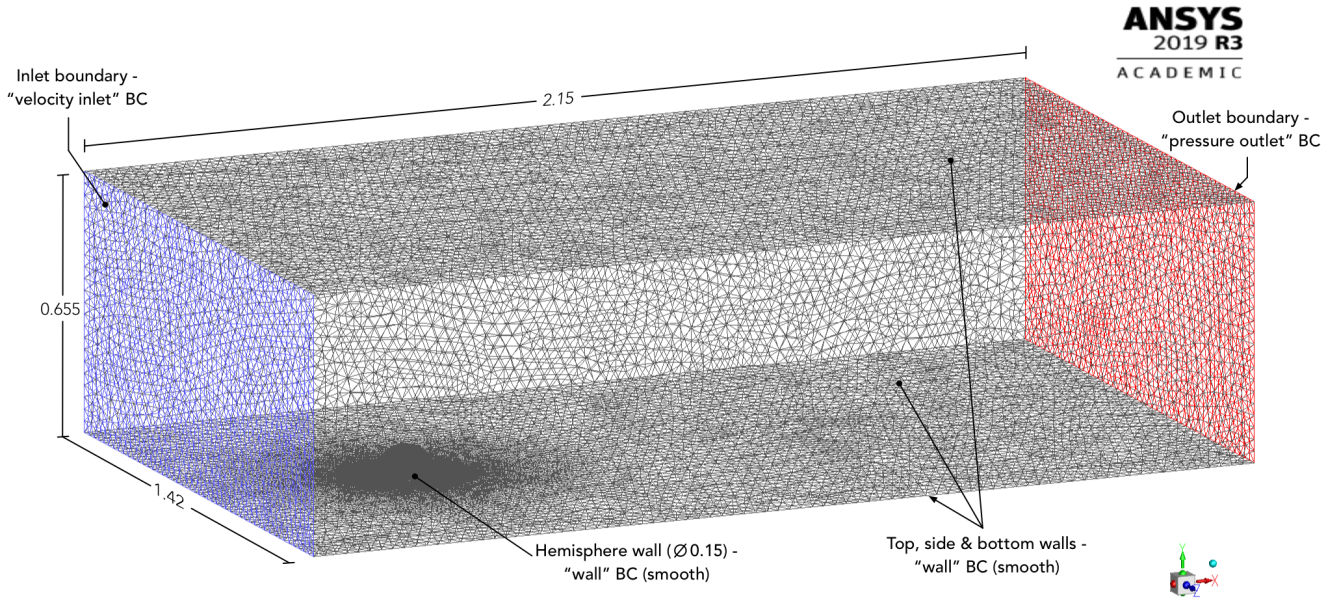 ANSYS
2019 R3
ACADEMIC
Inlet boundary -
“velocity inlet” BC
2.15
Outlet boundary -
“pressure outlet” BC
0.655
1.42
Hemisphere wall (Ø0.15) -
“wall” BC (smooth)
Top, side & bottom walls -
“wall” BC (smooth)
Y
X
Z